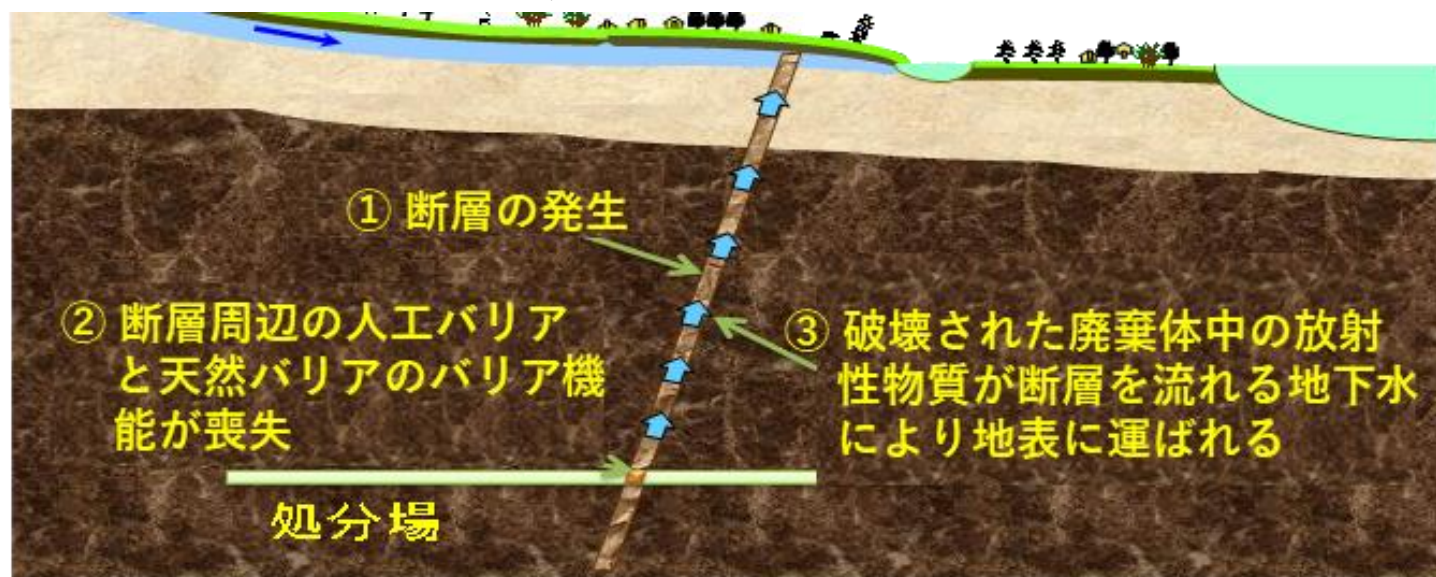 ① 断層の発生
② 断層周辺の人工バリア
と天然バリアのバリア機
能が喪失
③ 破壊された廃棄体中の放射
性物質が断層を流れる地下水
により地表に運ばれる
処分場